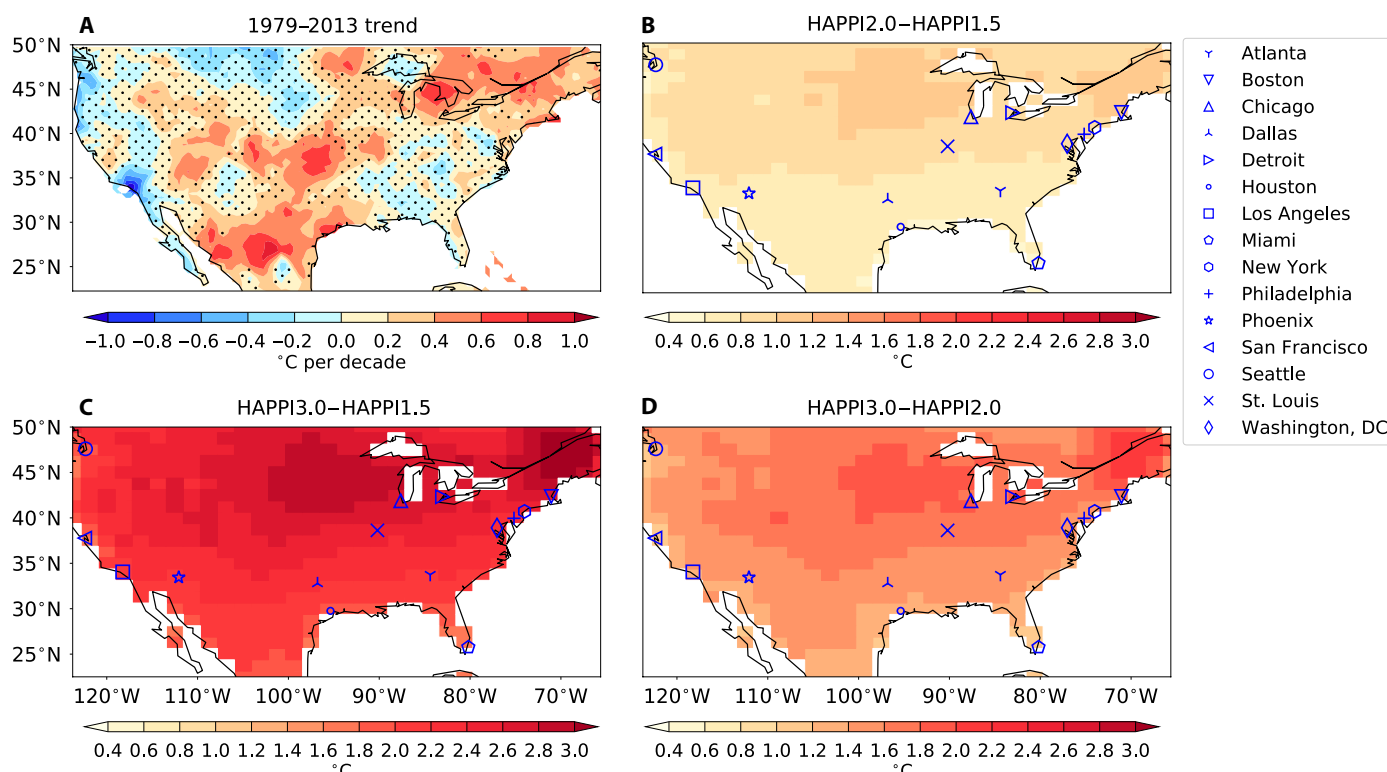 A
1979–2013 trend
50°N
45°N
40°N
35°N
30°N
25°N
−1.0 −0.8 −0.6 −0.4 −0.2 0.0 0.2 0.4 0.6 0.8 1.0
°C per decade
B
HAPPI2.0−HAPPI1.5
0.4 0.6 0.8 1.0 1.2 1.4 1.6 1.8 2.0 2.2 2.4 2.6 2.8 3.0
°C
Atlanta
Boston
Chicago
Dallas
Detroit
Houston
Los Angeles
Miami
New York
Philadelphia
Phoenix
San Francisco
Seattle
St. Louis
Washington, DC
C
HAPPI3.0−HAPPI1.5
50°N
45°N
40°N
35°N
30°N
25°N
120°W 110°W 100°W 90°W 80°W 70°W
0.4 0.6 0.8 1.0 1.2 1.4 1.6 1.8 2.0 2.2 2.4 2.6 2.8 3.0
°C
D
HAPPI3.0−HAPPI2.0
120°W 110°W 100°W 90°W 80°W 70°W
0.4 0.6 0.8 1.0 1.2 1.4 1.6 1.8 2.0 2.2 2.4 2.6 2.8 3.0
°C